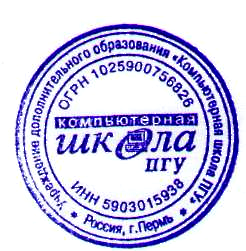 Учреждение дополнительного образования «Компьютерная школа ПГУ»
* Россия, г.Пермь *
ОГРН 1025900756826
КОМПЬЮТЕРНАЯ
школа
ПГУ
ИНН 5903015938